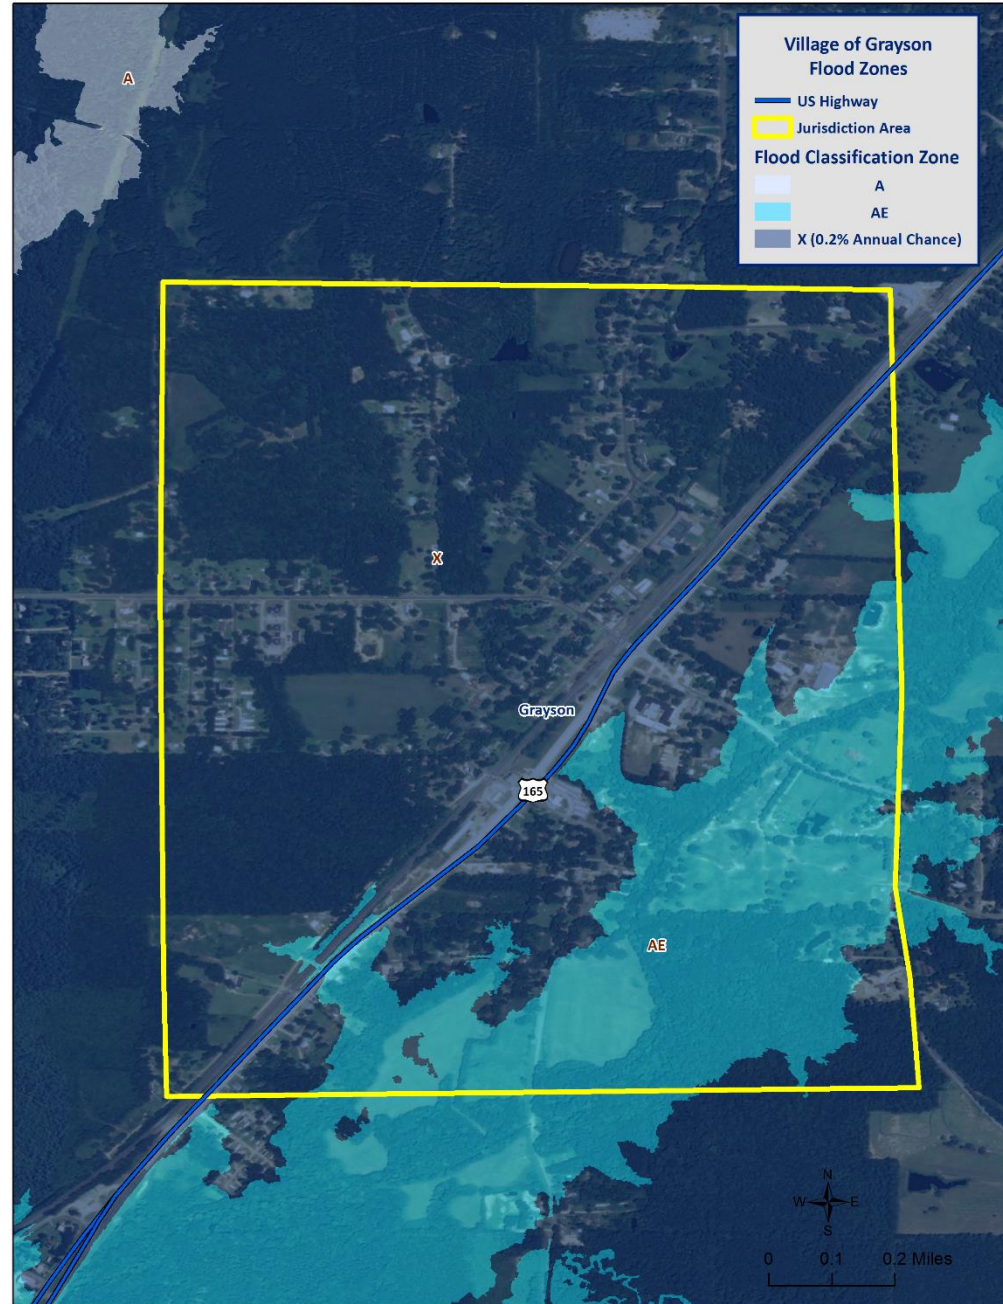 Village of Grayson
Flood Zones
US Highway
Jurisdiction Area
Flood Classification Zone
A
AE
X (0.2% Annual Chance)
A
X
Grayson
165
AE
N
W E
S
0 0.1 0.2 Miles